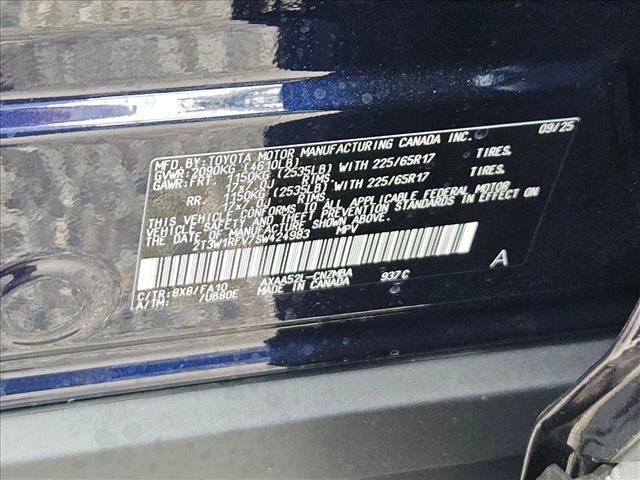 MFD. BY: TOYOTA MOTOR MANUFACTURING CANADA INC. 09/25
GVWR: 2090KG (4610LB)
GAWR: FRT. 1150KG (2535LB) WITH 225/65R17 TIRES,
17x7.0J RIMS,
RR. 1150KG (2535LB) WITH 225/65R17 TIRES,
17x7.0J RIMS,
THIS VEHICLE CONFORMS TO ALL APPLICABLE FEDERAL MOTOR
VEHICLE SAFETY AND THEFT PREVENTION STANDARDS IN EFFECT ON
THE DATE OF MANUFACTURE SHOWN ABOVE.
2T3W1RFV7SW424983 MPV
A
C/TR: 8X8/FA10 AXAA52L-CNZMBA 937C
A/TM: /UB80E MADE IN CANADA